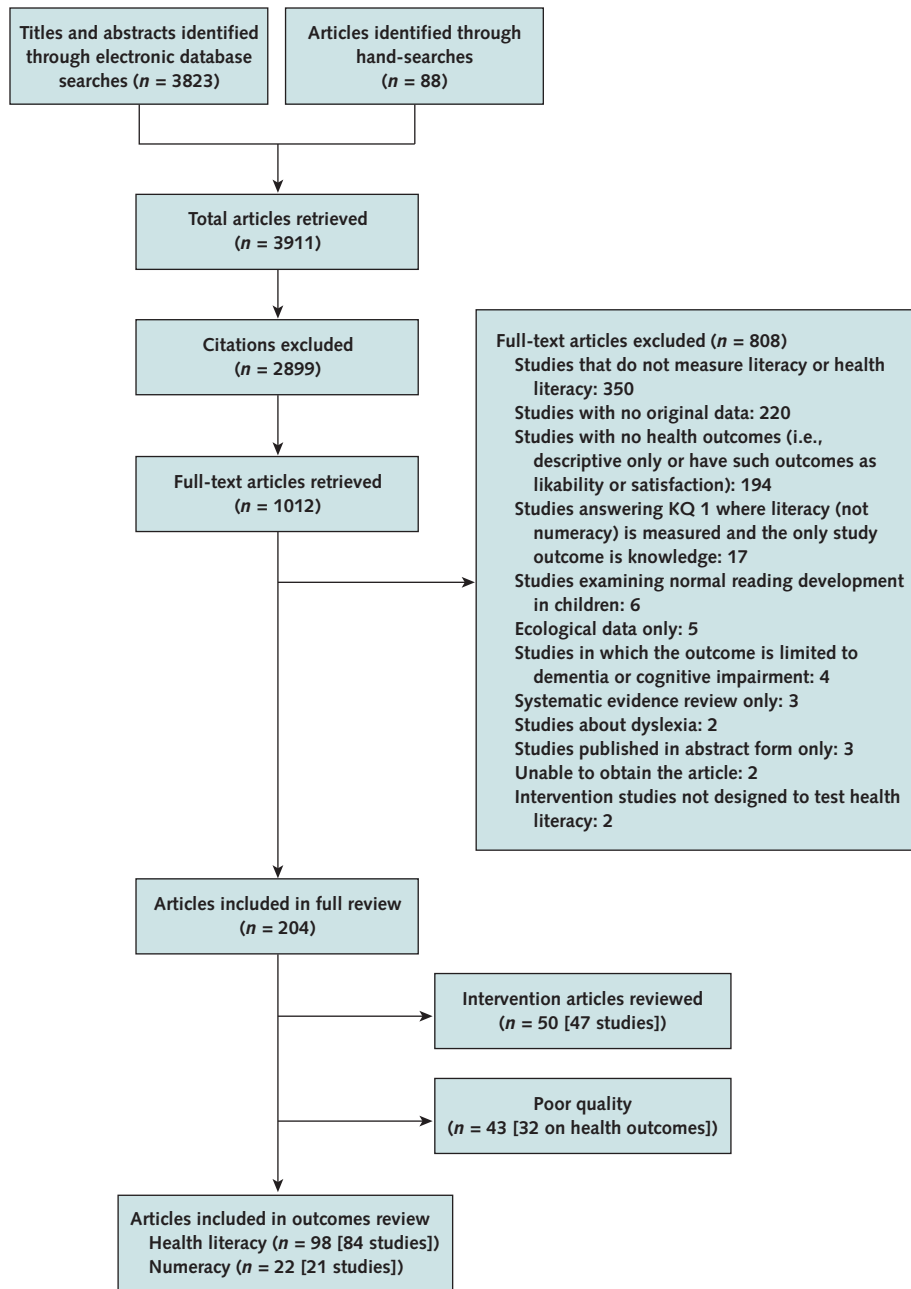 Titles and abstracts identified
through electronic database
searches (n = 3823)
Articles identified through
hand-searches
(n = 88)
Total articles retrieved
(n = 3911)
Citations excluded
(n = 2899)
Full-text articles retrieved
(n = 1012)
Full-text articles excluded (n = 808)
Studies that do not measure literacy or health
literacy: 350
Studies with no original data: 220
Studies with no health outcomes (i.e.,
descriptive only or have such outcomes as
likability or satisfaction): 194
Studies answering KQ 1 where literacy (not
numeracy) is measured and the only study
outcome is knowledge: 17
Studies examining normal reading development
in children: 6
Ecological data only: 5
Studies in which the outcome is limited to
dementia or cognitive impairment: 4
Systematic evidence review only: 3
Studies about dyslexia: 2
Studies published in abstract form only: 3
Unable to obtain the article: 2
Intervention studies not designed to test health
literacy: 2
Articles included in full review
(n = 204)
Intervention articles reviewed
(n = 50 [47 studies])
Poor quality
(n = 43 [32 on health outcomes])
Articles included in outcomes review
Health literacy (n = 98 [84 studies])
Numeracy (n = 22 [21 studies])